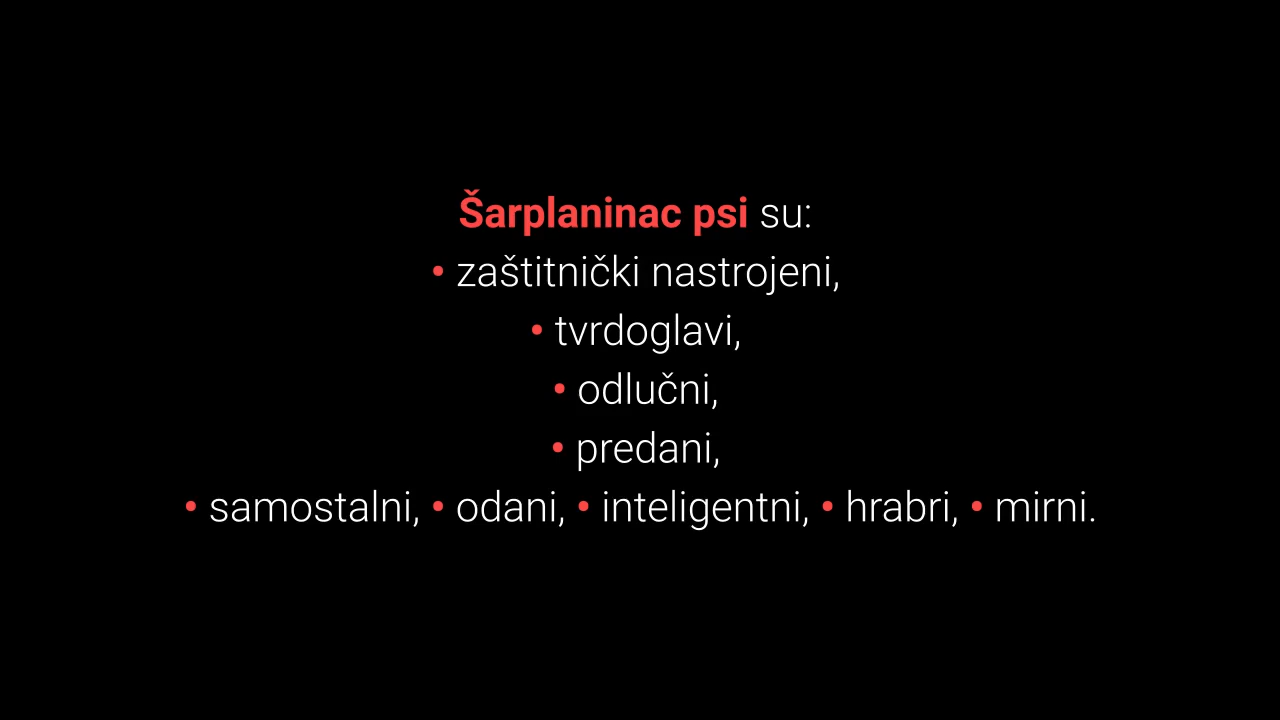 Šarplaninac psi su:
• zaštitnički nastrojeni,
• tvrdoglavi,
• odlučni,
• predani,
• samostalni, • odani, • inteligentni, • hrabri, • mirni.